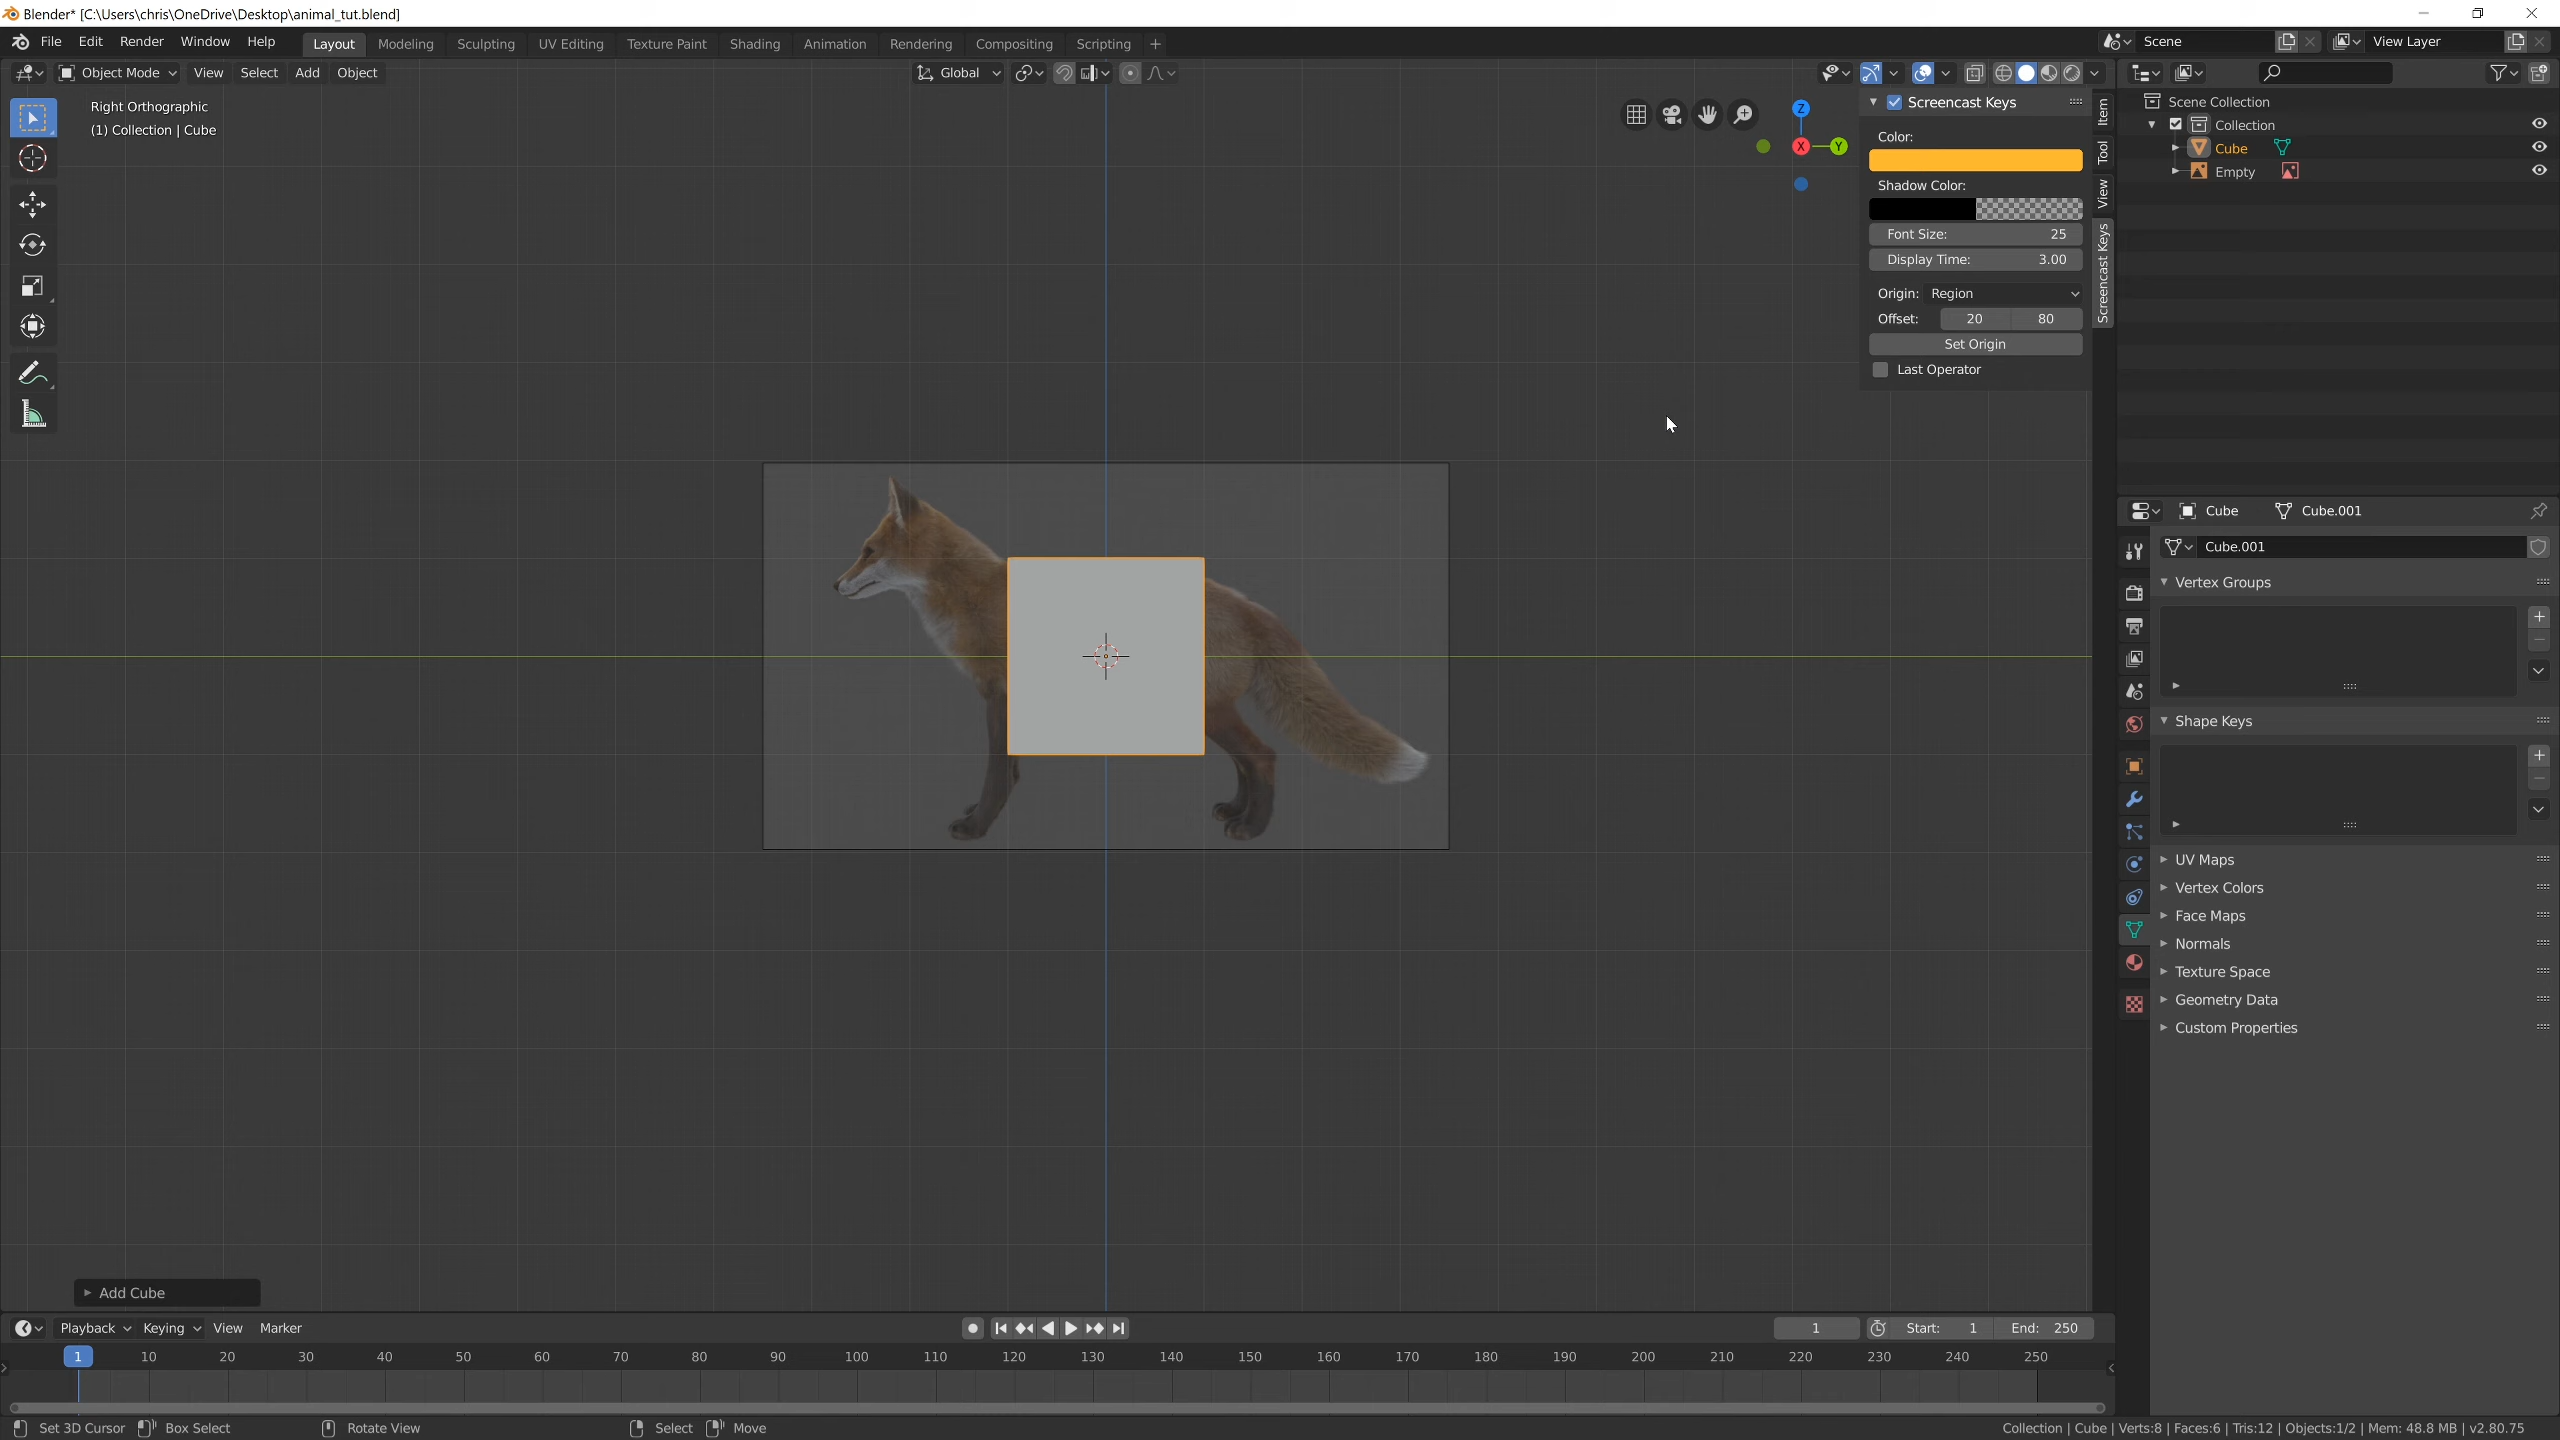 Blender* [C:\Users\chris\OneDrive\Desktop\animal_tut.blend]
File Edit Render Window Help Layout Modeling Sculpting UV Editing Texture Paint Shading Animation Rendering Compositing Scripting + Scene View Layer
Object Mode View Select Add Object Global
Right Orthographic
(1) Collection | Cube
Z
X
Y
Screencast Keys
Color:
Shadow Color:
Font Size: 25
Display Time: 3.00
Origin: Region
Offset: 20 80
Set Origin
Last Operator
Item
Tool
View
Screencast Keys
Scene Collection
Collection
Cube
Empty
Cube Cube.001
Cube.001
Vertex Groups
Shape Keys
UV Maps
Vertex Colors
Face Maps
Normals
Texture Space
Geometry Data
Custom Properties
Add Cube
Playback Keying View Marker 1 Start: 1 End: 250
1 10 20 30 40 50 60 70 80 90 100 110 120 130 140 150 160 170 180 190 200 210 220 230 240 250
Set 3D Cursor Box Select Rotate View Select Move Collection | Cube | Verts:8 | Faces:6 | Tris:12 | Objects:1/2 | Mem: 48.8 MB | v2.80.75